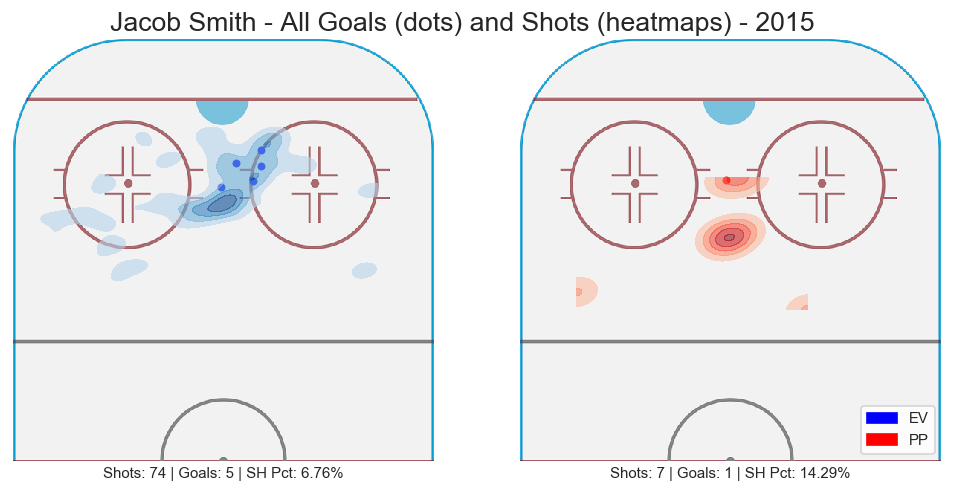 Jacob Smith - All Goals (dots) and Shots (heatmaps) - 2015
EV
PP
Shots: 74 | Goals: 5 | SH Pct: 6.76%
Shots: 7 | Goals: 1 | SH Pct: 14.29%